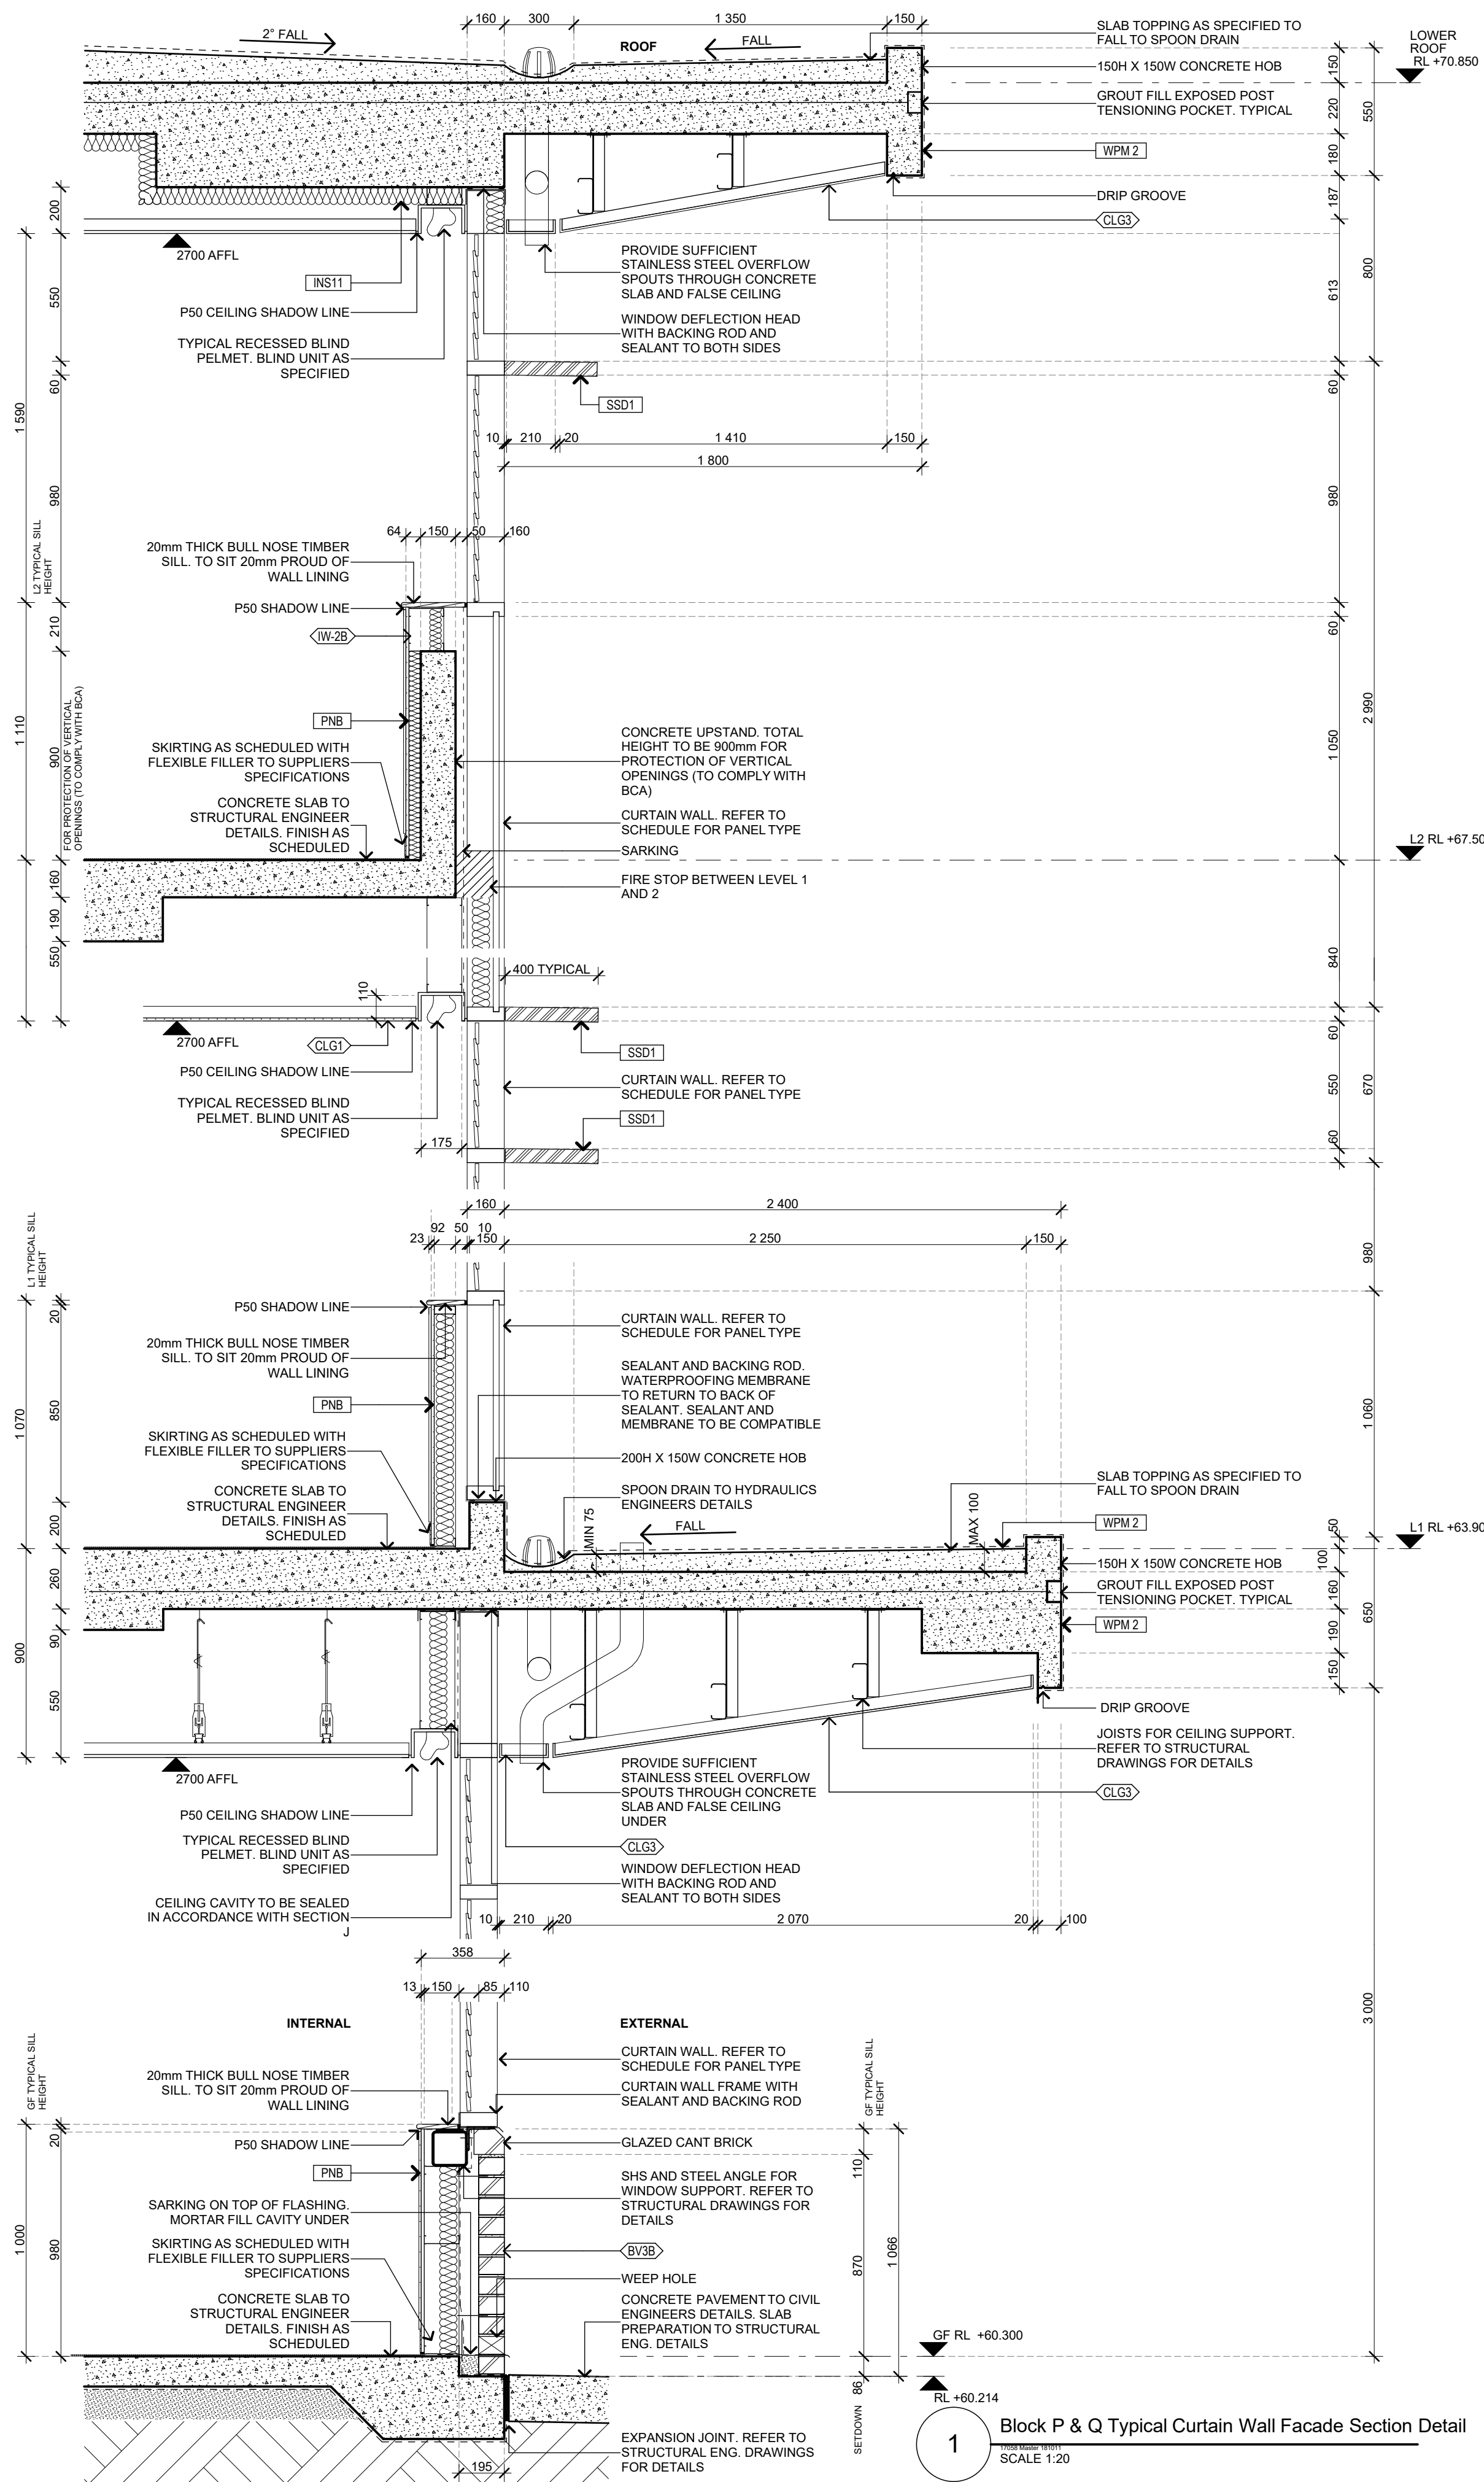 160
300
1 350
150
2° FALL
ROOF
FALL
SLAB TOPPING AS SPECIFIED TO
FALL TO SPOON DRAIN
LOWER
ROOF
RL +70.850
150H X 150W CONCRETE HOB
GROUT FILL EXPOSED POST
TENSIONING POCKET. TYPICAL
WPM 2
DRIP GROOVE
CLG3
150
220
180
187
550
800
613
200
550
60
980
1 590
2700 AFFL
INS11
P50 CEILING SHADOW LINE
TYPICAL RECESSED BLIND
PELMET. BLIND UNIT AS
SPECIFIED
PROVIDE SUFFICIENT
STAINLESS STEEL OVERFLOW
SPOUTS THROUGH CONCRETE
SLAB AND FALSE CEILING
WINDOW DEFLECTION HEAD
WITH BACKING ROD AND
SEALANT TO BOTH SIDES
SSD1
60
10
210
20
1 410
150
1 800
980
64
150
50
160
L2 TYPICAL SILL
HEIGHT
20mm THICK BULL NOSE TIMBER
SILL. TO SIT 20mm PROUD OF
WALL LINING
P50 SHADOW LINE
IW-2B
PNB
SKIRTING AS SCHEDULED WITH
FLEXIBLE FILLER TO SUPPLIERS
SPECIFICATIONS
CONCRETE SLAB TO
STRUCTURAL ENGINEER
DETAILS. FINISH AS
SCHEDULED
210
900
FOR PROTECTION OF VERTICAL
OPENINGS (TO COMPLY WITH BCA)
1 110
160
190
550
CONCRETE UPSTAND. TOTAL
HEIGHT TO BE 900mm FOR
PROTECTION OF VERTICAL
OPENINGS (TO COMPLY WITH
BCA)
CURTAIN WALL. REFER TO
SCHEDULE FOR PANEL TYPE
SARKING
FIRE STOP BETWEEN LEVEL 1
AND 2
60
1 050
2 990
L2 RL +67.50
840
400 TYPICAL
110
2700 AFFL
CLG1
P50 CEILING SHADOW LINE
TYPICAL RECESSED BLIND
PELMET. BLIND UNIT AS
SPECIFIED
175
SSD1
CURTAIN WALL. REFER TO
SCHEDULE FOR PANEL TYPE
SSD1
60
550
670
60
160
2 400
92
50
10
23
150
2 250
150
980
L1 TYPICAL SILL
HEIGHT
P50 SHADOW LINE
20mm THICK BULL NOSE TIMBER
SILL. TO SIT 20mm PROUD OF
WALL LINING
PNB
SKIRTING AS SCHEDULED WITH
FLEXIBLE FILLER TO SUPPLIERS
SPECIFICATIONS
CONCRETE SLAB TO
STRUCTURAL ENGINEER
DETAILS. FINISH AS
SCHEDULED
20
850
1 070
200
260
90
900
550
CURTAIN WALL. REFER TO
SCHEDULE FOR PANEL TYPE
SEALANT AND BACKING ROD.
WATERPROOFING MEMBRANE
TO RETURN TO BACK OF
SEALANT. SEALANT AND
MEMBRANE TO BE COMPATIBLE
200H X 150W CONCRETE HOB
SPOON DRAIN TO HYDRAULICS
ENGINEERS DETAILS
MIN 75
FALL
MAX 100
SLAB TOPPING AS SPECIFIED TO
FALL TO SPOON DRAIN
WPM 2
150H X 150W CONCRETE HOB
GROUT FILL EXPOSED POST
TENSIONING POCKET. TYPICAL
WPM 2
DRIP GROOVE
JOISTS FOR CEILING SUPPORT.
REFER TO STRUCTURAL
DRAWINGS FOR DETAILS
CLG3
1 060
50
100
160
190
150
650
L1 RL +63.90
2700 AFFL
P50 CEILING SHADOW LINE
TYPICAL RECESSED BLIND
PELMET. BLIND UNIT AS
SPECIFIED
CEILING CAVITY TO BE SEALED
IN ACCORDANCE WITH SECTION
J
PROVIDE SUFFICIENT
STAINLESS STEEL OVERFLOW
SPOUTS THROUGH CONCRETE
SLAB AND FALSE CEILING
UNDER
CLG3
WINDOW DEFLECTION HEAD
WITH BACKING ROD AND
SEALANT TO BOTH SIDES
10
210
20
2 070
20
100
358
13
150
85
110
3 000
INTERNAL
EXTERNAL
GF TYPICAL SILL
HEIGHT
20mm THICK BULL NOSE TIMBER
SILL. TO SIT 20mm PROUD OF
WALL LINING
P50 SHADOW LINE
PNB
SARKING ON TOP OF FLASHING.
MORTAR FILL CAVITY UNDER
SKIRTING AS SCHEDULED WITH
FLEXIBLE FILLER TO SUPPLIERS
SPECIFICATIONS
CONCRETE SLAB TO
STRUCTURAL ENGINEER
DETAILS. FINISH AS
SCHEDULED
20
980
1 000
CURTAIN WALL. REFER TO
SCHEDULE FOR PANEL TYPE
CURTAIN WALL FRAME WITH
SEALANT AND BACKING ROD
GLAZED CANT BRICK
SHS AND STEEL ANGLE FOR
WINDOW SUPPORT. REFER TO
STRUCTURAL DRAWINGS FOR
DETAILS
BV3B
WEEP HOLE
CONCRETE PAVEMENT TO CIVIL
ENGINEERS DETAILS. SLAB
PREPARATION TO STRUCTURAL
ENG. DETAILS
EXPANSION JOINT. REFER TO
STRUCTURAL ENG. DRAWINGS
FOR DETAILS
195
GF TYPICAL SILL
HEIGHT
110
870
1 066
SETDOWN 86
GF RL +60.300
RL +60.214
1
Block P & Q Typical Curtain Wall Facade Section Detail
17058 Master 181011
SCALE 1:20